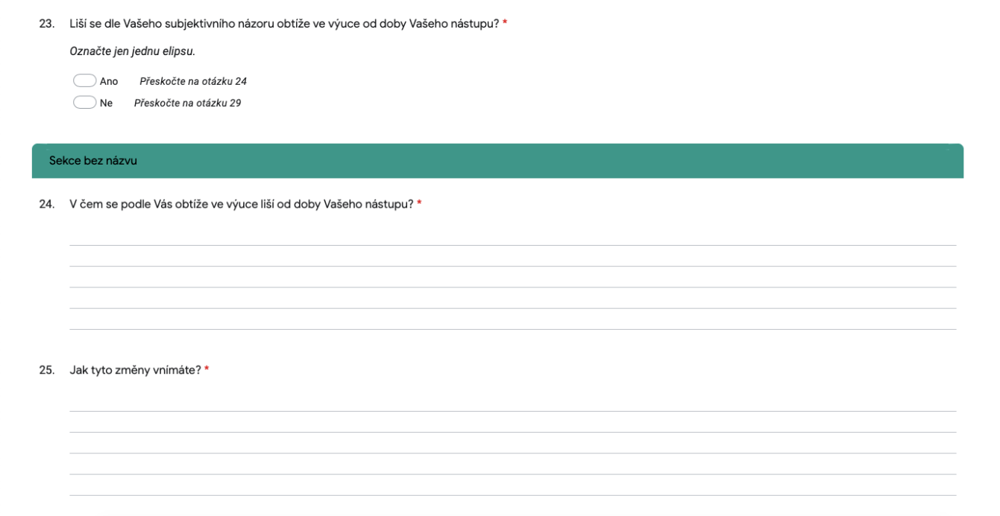 23. Liší se dle Vašeho subjektivního názoru obtíže ve výuce od doby Vašeho nástupu? *
Označte jen jednu elipsu.
Ano Přeskočte na otázku 24
Ne Přeskočte na otázku 29
Sekce bez názvu
24. V čem se podle Vás obtíže ve výuce liší od doby Vašeho nástupu? *
25. Jak tyto změny vnímáte? *